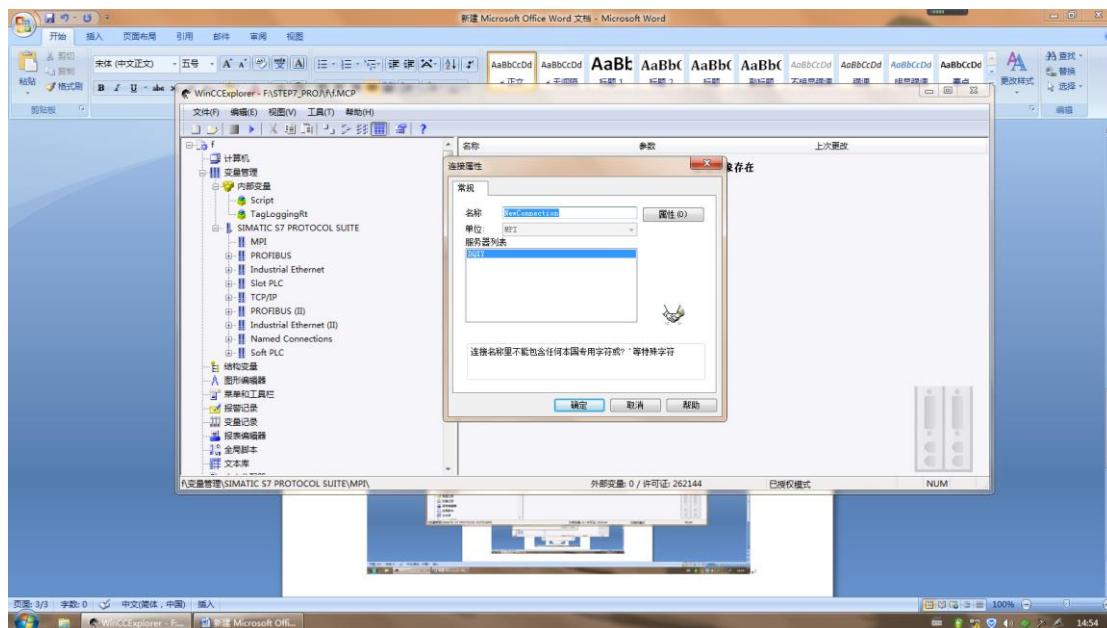 新建 Microsoft Office Word 文档 - Microsoft Word
开始 插入 页面布局 引用 邮件 审阅 视图
剪切
复制
格式刷
粘贴
剪贴板
宋体 (中文正文) 五号
B I U abc
AaBbCcDd AaBbCcDd AaBb AaBb( AaBb( AaBb( AaBbCcDd AaBbCcDd AaBbCcDd AaBbCcDd
更改样式
查找
替换
选择
编辑
WinCCExplorer - F:\STEP7_PROJ\f\f.MCP
文件(F) 编辑(E) 视图(V) 工具(T) 帮助(H)
f
计算机
变量管理
内部变量
Script
TagLoggingRt
SIMATIC S7 PROTOCOL SUITE
MPI
PROFIBUS
Industrial Ethernet
Slot PLC
TCP/IP
PROFIBUS (II)
Industrial Ethernet (II)
Named Connections
Soft PLC
结构变量
图形编辑器
菜单和工具栏
报警记录
变量记录
报表编辑器
全局脚本
文本库
名称 参数 上次更改
象存在
连接属性
常规
名称 NewConnection 属性(O)
单位: MPI
服务器列表
连接名称里不能包含任何本国专用字符或? ' 等特殊字符
确定 取消 帮助
f\变量管理\SIMATIC S7 PROTOCOL SUITE\MPI\ 外部变量: 0 / 许可证: 262144 已授权模式 NUM
页面: 3/3 字数: 0 中文(简体，中国) 插入 100%
WinCCExplorer - F:... 新建 Microsoft Offi... 14:54